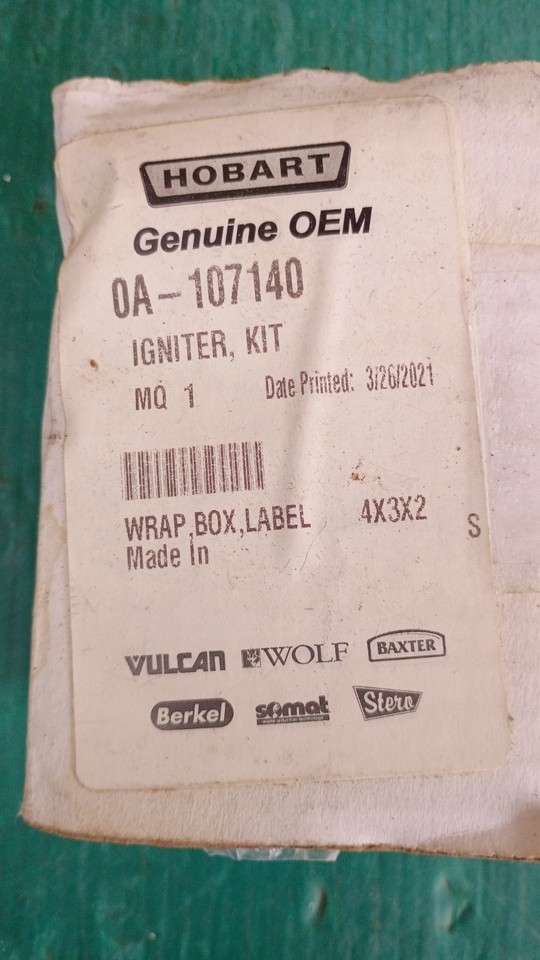 HOBART
Genuine OEM
0A-107140
IGNITER, KIT
MQ 1 Date Printed: 3/26/2021
WRAP,BOX,LABEL 4X3X2 S
Made In
VULCAN WOLF BAXTER
Berkel somat Stero